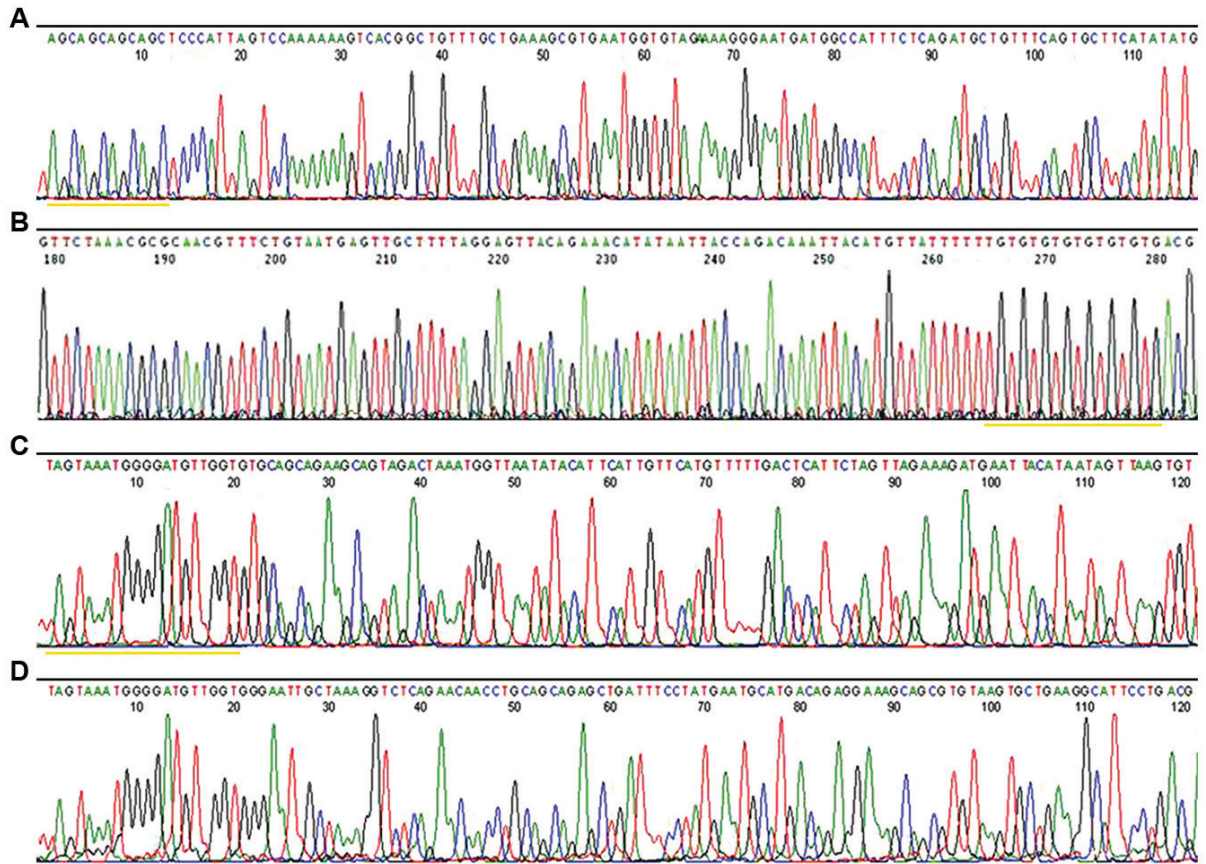 A
AGCAGCAGCAGCTCCCATTAGTCCAAAAAAGTCACGGCTGTTTGCTGAAAGCGTGAATGGTGTAGAAAGGGAATGATGGCCATTTCTCAGATGCTGTTTCAGTGCTTCATATATG
10 20 30 40 50 60 70 80 90 100 110
B
GTTCTAAACGCGCAACGTTTCTGTAATGAGTTGCTTTTAGGAGTTACAGAAACATATAATTACCAGACAAATTACATGTTATTTTTTGTGTGTGTGTGTGTGACG
180 190 200 210 220 230 240 250 260 270 280
C
TAGTAAATGGGGATGTTGGTGTGCAGCAGAAGCAGTAGACTAAATGGTTAATATACATTCATTGTTCATGTTTTTGACTCATTCTAGTTAGAAAGATGAATTACATAATAGTTAAGTGT
10 20 30 40 50 60 70 80 90 100 110 120
D
TAGTAAATGGGGATGTTGGTGGGAATTGCTAAAGGTCTCAGAACAACCTGCAGCAGAGCTGATTTCCTATGAATGCATGACAGAGGAAAGCAGCGTGTAAGTGCTGAAGGCATTCCTGACG
10 20 30 40 50 60 70 80 90 100 110 120